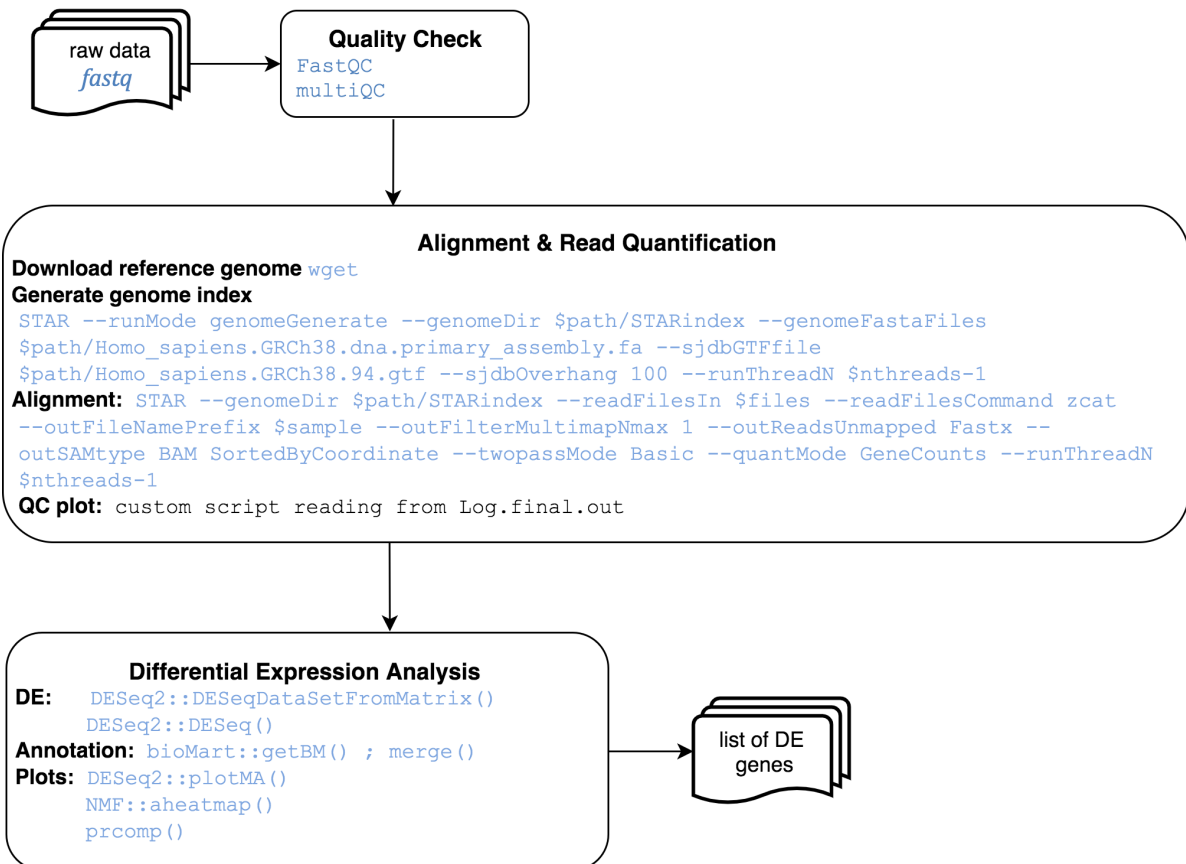 raw data
fastq
Quality Check
FastQC
multiQC
Alignment & Read Quantification
Download reference genome wget
Generate genome index
STAR --runMode genomeGenerate --genomeDir $path/STARindex --genomeFastaFiles
$path/Homo_sapiens.GRCh38.dna.primary_assembly.fa --sjdbGTFfile
$path/Homo_sapiens.GRCh38.94.gtf --sjdbOverhang 100 --runThreadN $nthreads-1
Alignment: STAR --genomeDir $path/STARindex --readFilesIn $files --readFilesCommand zcat
--outFileNamePrefix $sample --outFilterMultimapNmax 1 --outReadsUnmapped Fastx --
outSAMtype BAM SortedByCoordinate --twopassMode Basic --quantMode GeneCounts --runThreadN
$nthreads-1
QC plot: custom script reading from Log.final.out
Differential Expression Analysis
DE: DESeq2::DESeqDataSetFromMatrix()
DESeq2::DESeq()
Annotation: bioMart::getBM() ; merge()
Plots: DESeq2::plotMA()
NMF::aheatmap()
prcomp()
list of DE
genes